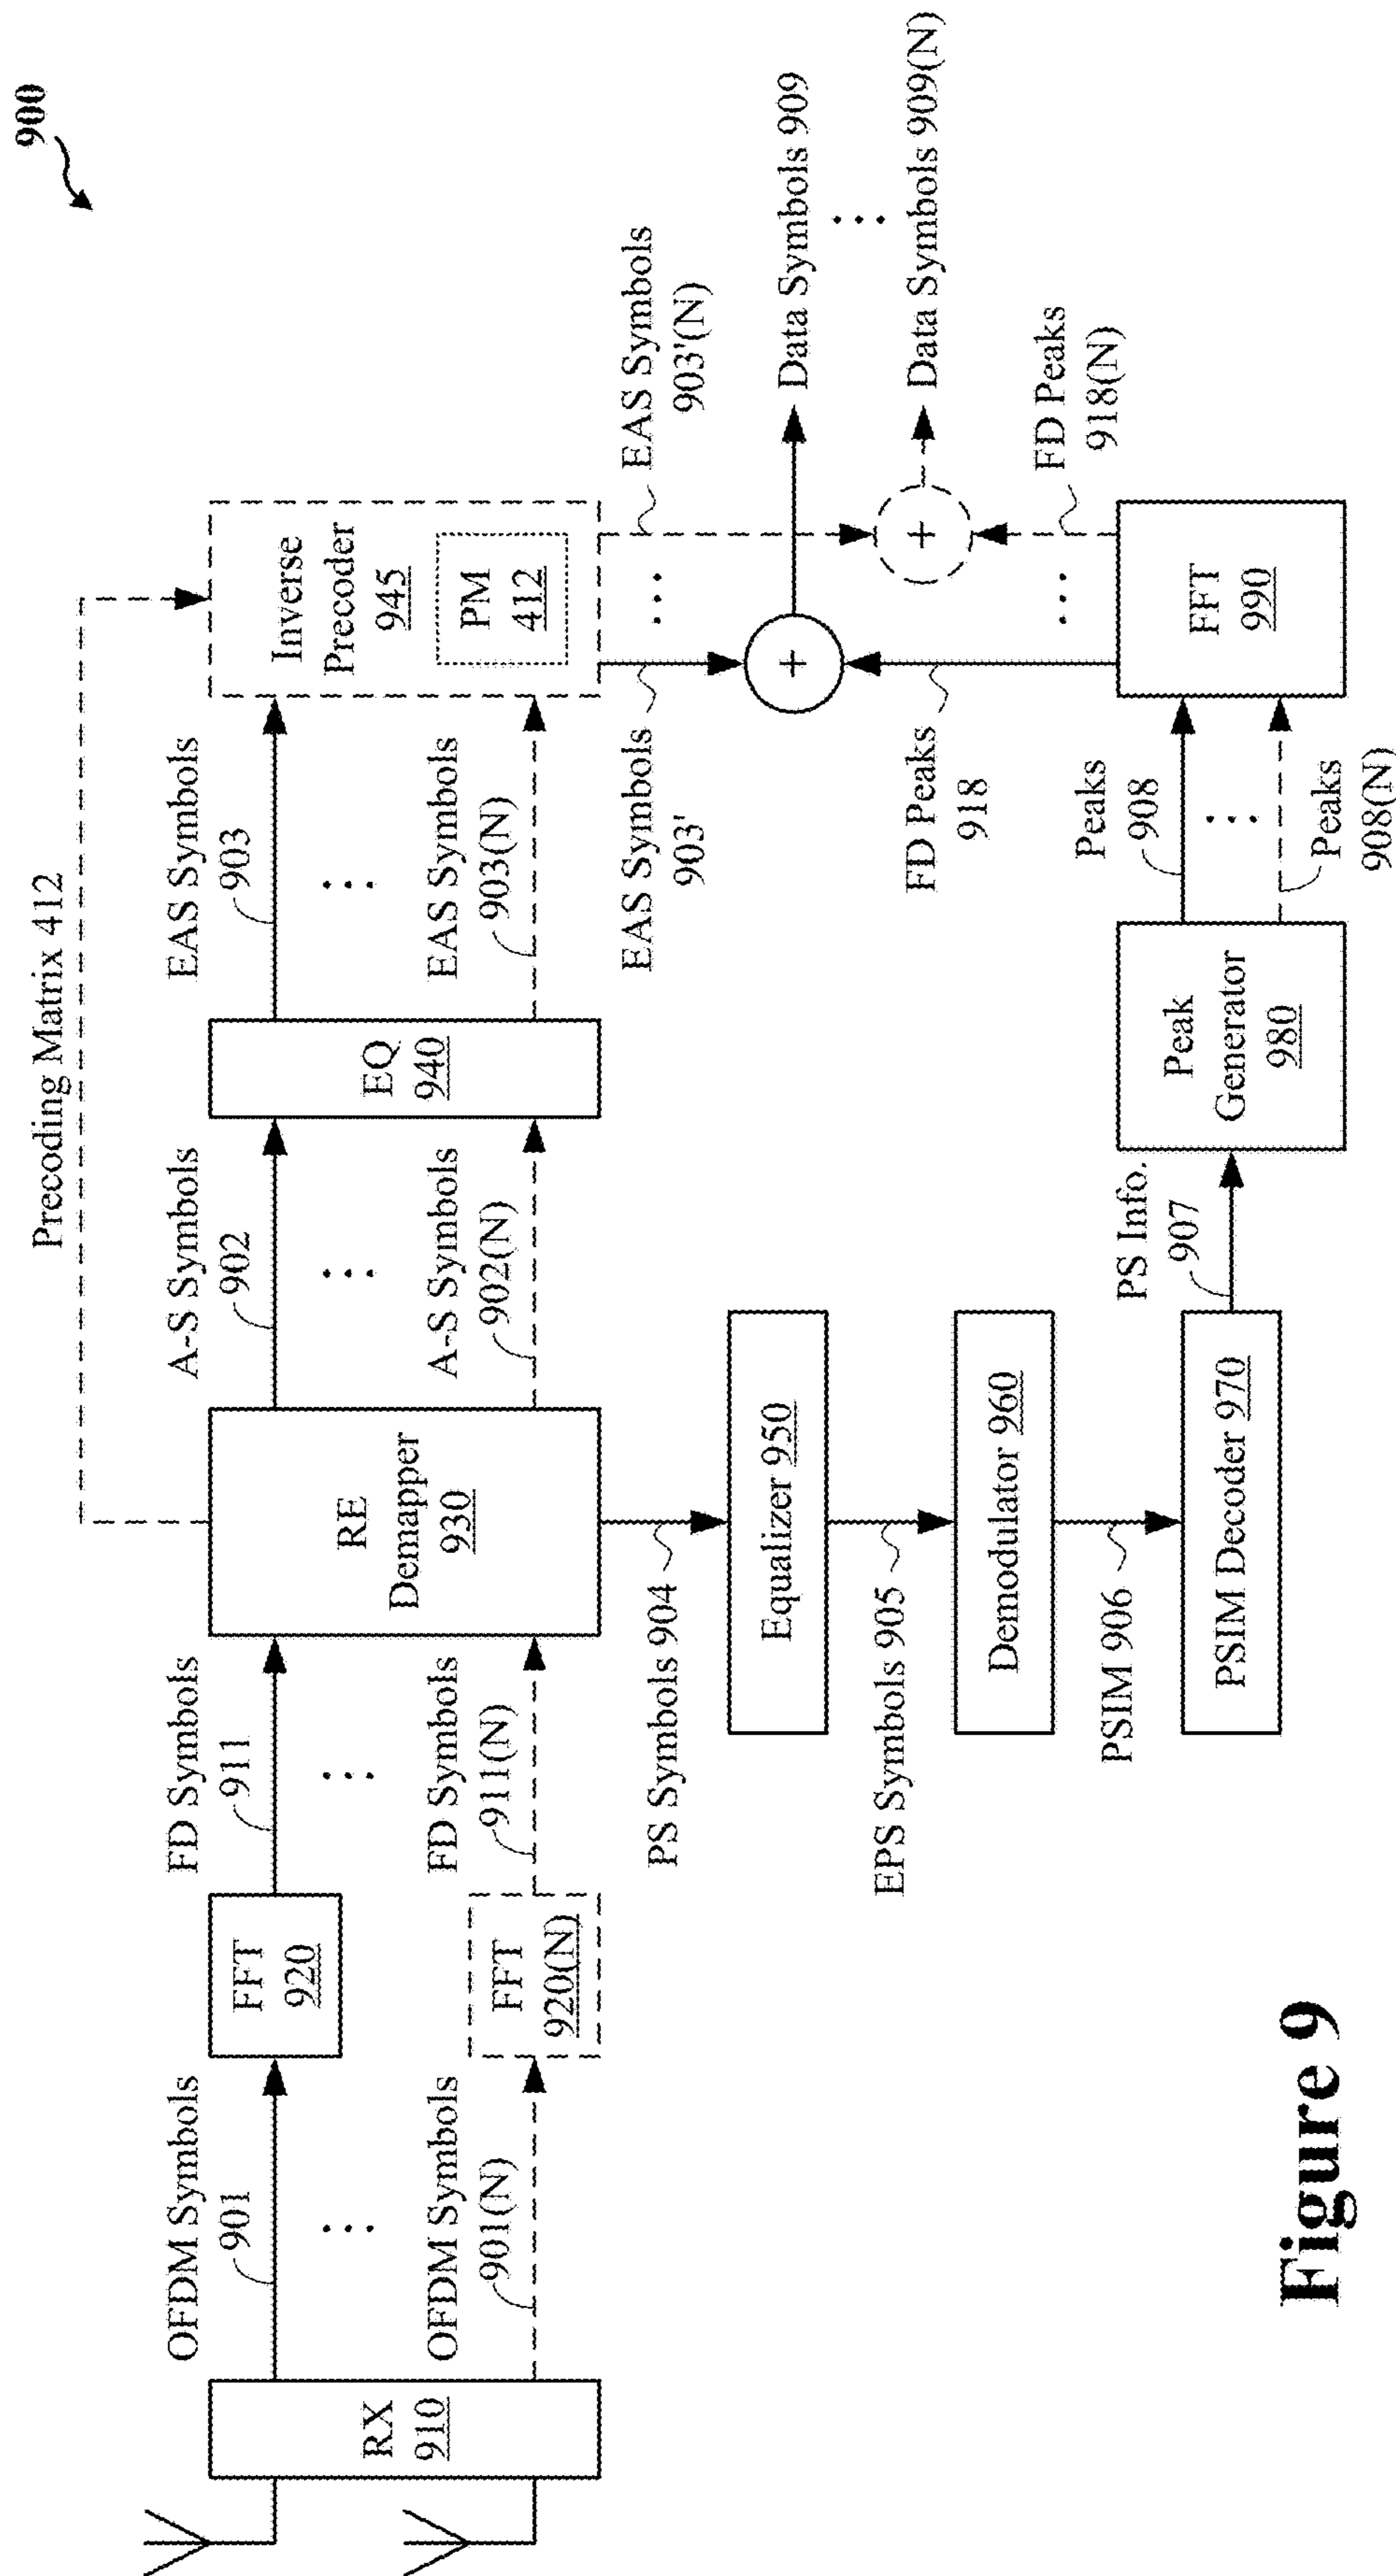 900
Precoding Matrix 412
RX
910
OFDM Symbols
901
OFDM Symbols
901(N)
FFT
920
FFT
920(N)
FD Symbols
911
FD Symbols
911(N)
RE
Demapper
930
A-S Symbols
902
A-S Symbols
902(N)
EQ
940
EAS Symbols
903
EAS Symbols
903(N)
Inverse
Precoder
945
PM
412
EAS Symbols
903'
EAS Symbols
903'(N)
+
+
Data Symbols 909
Data Symbols 909(N)
PS Symbols 904
Equalizer 950
EPS Symbols 905
Demodulator 960
PSIM 906
PSIM Decoder 970
PS Info.
907
Peak
Generator
980
Peaks
908
Peaks
908(N)
FFT
990
FD Peaks
918
FD Peaks
918(N)
Figure 9